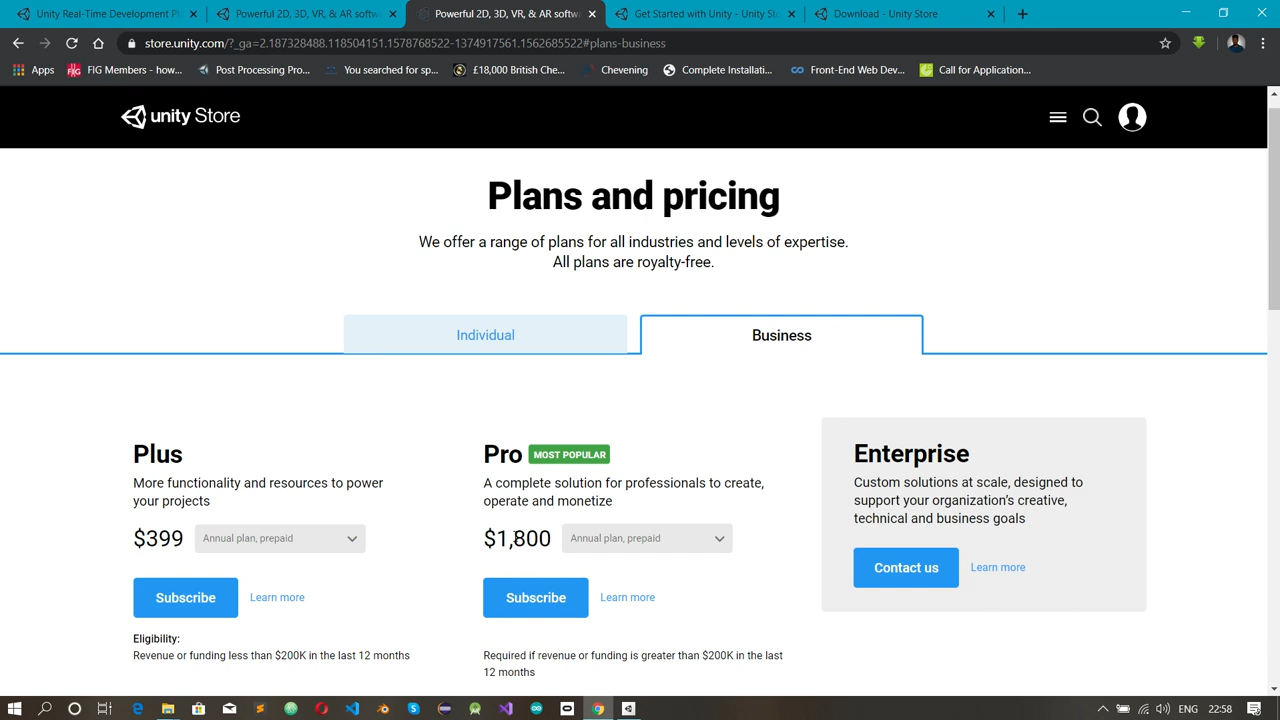 Unity Real-Time Development Pl
Powerful 2D, 3D, VR, & AR softw
Powerful 2D, 3D, VR, & AR softw
Get Started with Unity - Unity Sto
Download - Unity Store
store.unity.com/?_ga=2.187328488.118504151.1578768522-1374917561.1562685522#plans-business
Apps
FIG Members - how...
Post Processing Pro...
You searched for sp...
£18,000 British Che...
Chevening
Complete Installati...
Front-End Web Dev...
Call for Application...
unity Store
Plans and pricing
We offer a range of plans for all industries and levels of expertise.
All plans are royalty-free.
Individual
Business
Plus
More functionality and resources to power
your projects
$399
Annual plan, prepaid
Subscribe
Learn more
Eligibility:
Revenue or funding less than $200K in the last 12 months
Pro
MOST POPULAR
A complete solution for professionals to create,
operate and monetize
$1,800
Annual plan, prepaid
Subscribe
Learn more
Required if revenue or funding is greater than $200K in the last
12 months
Enterprise
Custom solutions at scale, designed to
support your organization's creative,
technical and business goals
Contact us
Learn more
ENG
22:58